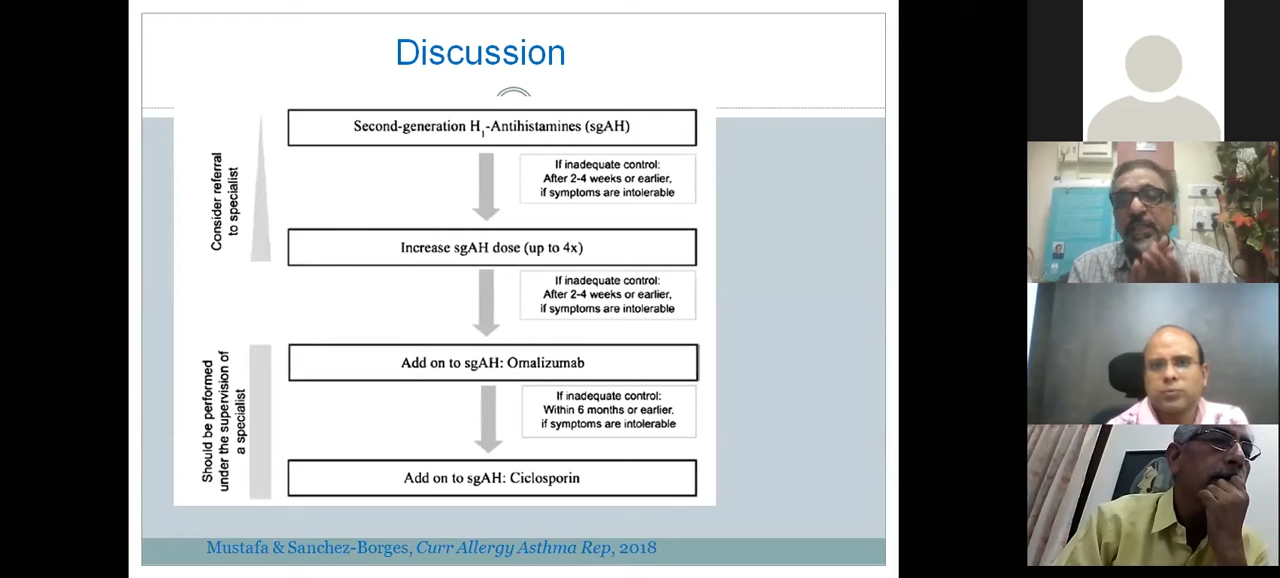 Discussion
Second-generation H1-Antihistamines (sgAH)
If inadequate control:
After 2-4 weeks or earlier,
if symptoms are intolerable
Consider referral
to specialist
Increase sgAH dose (up to 4x)
If inadequate control:
After 2-4 weeks or earlier,
if symptoms are intolerable
Add on to sgAH: Omalizumab
If inadequate control:
Within 6 months or earlier,
if symptoms are intolerable
Should be performed
under the supervision of
a specialist
Add on to sgAH: Ciclosporin
Mustafa & Sanchez-Borges, Curr Allergy Asthma Rep, 2018